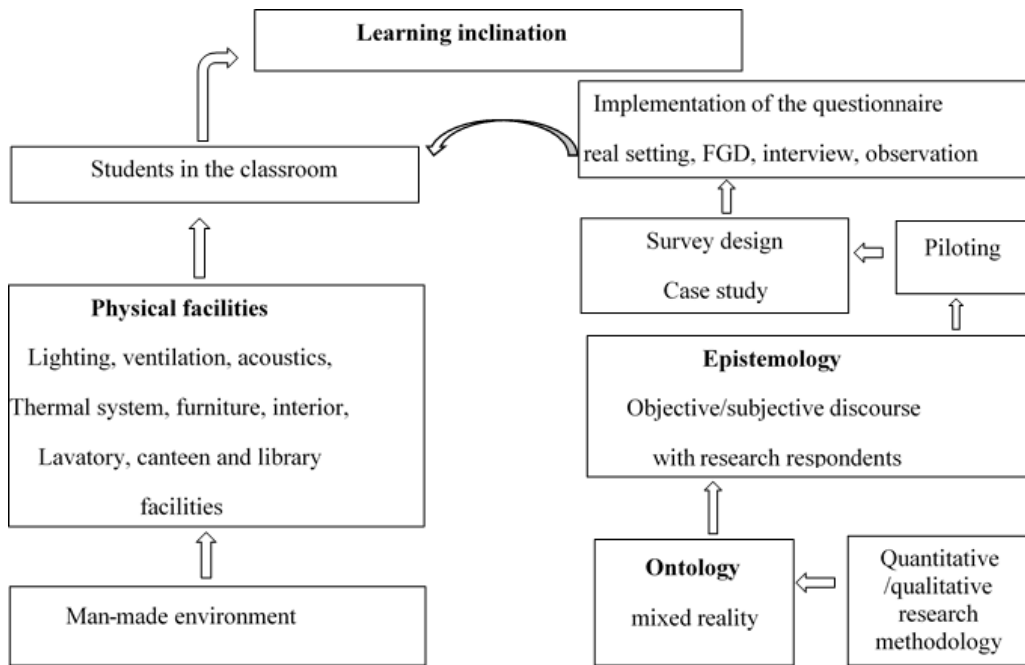 Learning inclination
Implementation of the questionnaire
real setting, FGD, interview, observation
Students in the classroom
Survey design
Case study
Piloting
Physical facilities
Lighting, ventilation, acoustics,
Thermal system, furniture, interior,
Lavatory, canteen and library
facilities
Epistemology
Objective/subjective discourse
with research respondents
Ontology
mixed reality
Quantitative
/qualitative
research
methodology
Man-made environment